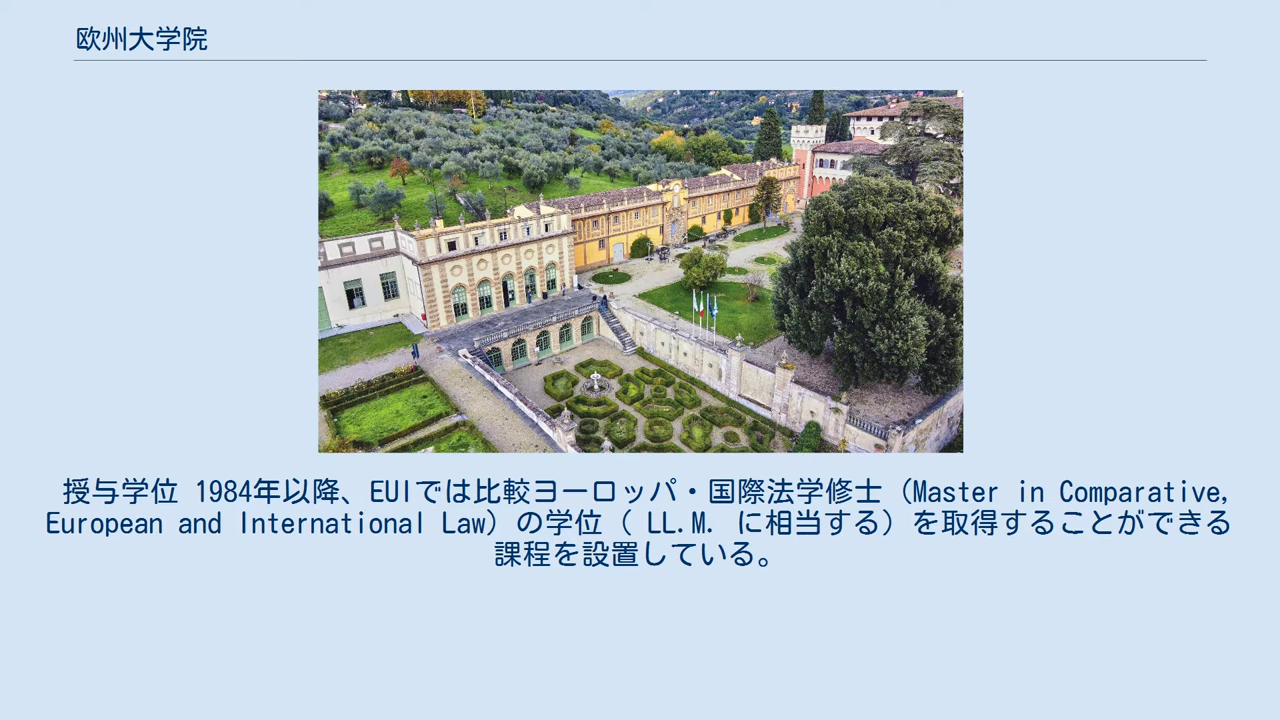 欧州大学院
授与学位 1984年以降、EUIでは比較ヨーロッパ・国際法学修士（Master in Comparative,
European and International Law）の学位（ LL.M. に相当する）を取得することができる
課程を設置している。